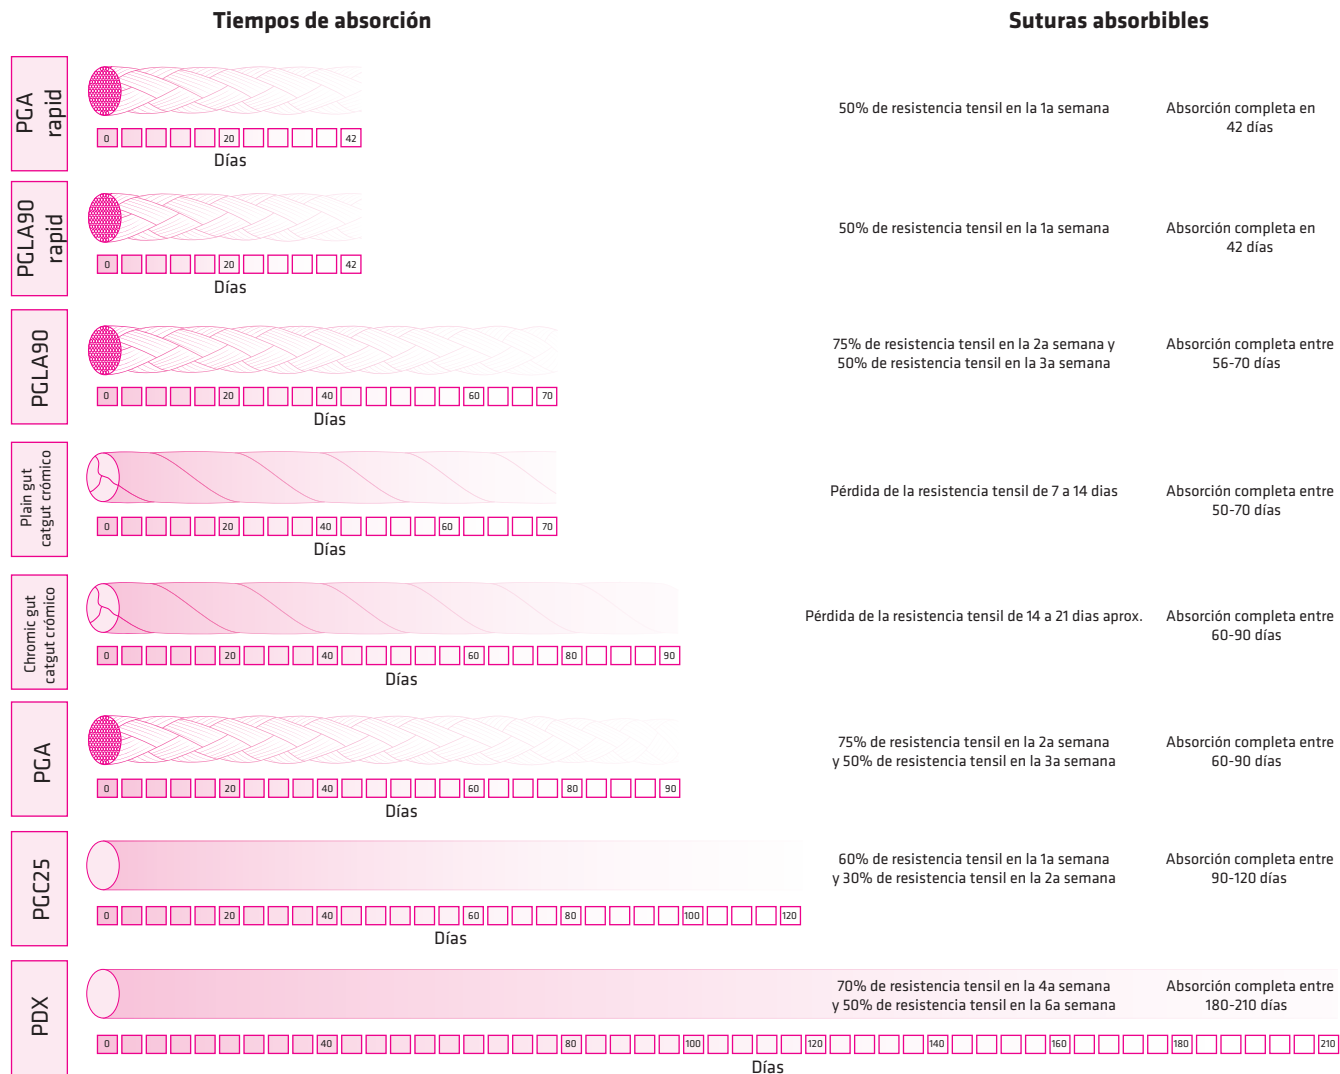 Tiempos de absorción
Suturas absorbibles
PGA
rapid
0 20 42
Días
50% de resistencia tensil en la 1a semana
Absorción completa en
42 días
PGLA90
rapid
0 20 42
Días
50% de resistencia tensil en la 1a semana
Absorción completa en
42 días
PGLA90
0 20 40 60 70
Días
75% de resistencia tensil en la 2a semana y
50% de resistencia tensil en la 3a semana
Absorción completa entre
56-70 días
Plain gut
catgut crómico
0 20 40 60 70
Días
Pérdida de la resistencia tensil de 7 a 14 dias
Absorción completa entre
50-70 días
Chromic gut
catgut crómico
0 20 40 60 80 90
Días
Pérdida de la resistencia tensil de 14 a 21 dias aprox.
Absorción completa entre
60-90 días
PGA
0 20 40 60 80 90
Días
75% de resistencia tensil en la 2a semana
y 50% de resistencia tensil en la 3a semana
Absorción completa entre
60-90 días
PGC25
0 20 40 60 80 100 120
Días
60% de resistencia tensil en la 1a semana
y 30% de resistencia tensil en la 2a semana
Absorción completa entre
90-120 días
PDX
0 40 80 100 120 140 160 180 210
Días
70% de resistencia tensil en la 4a semana
y 50% de resistencia tensil en la 6a semana
Absorción completa entre
180-210 días